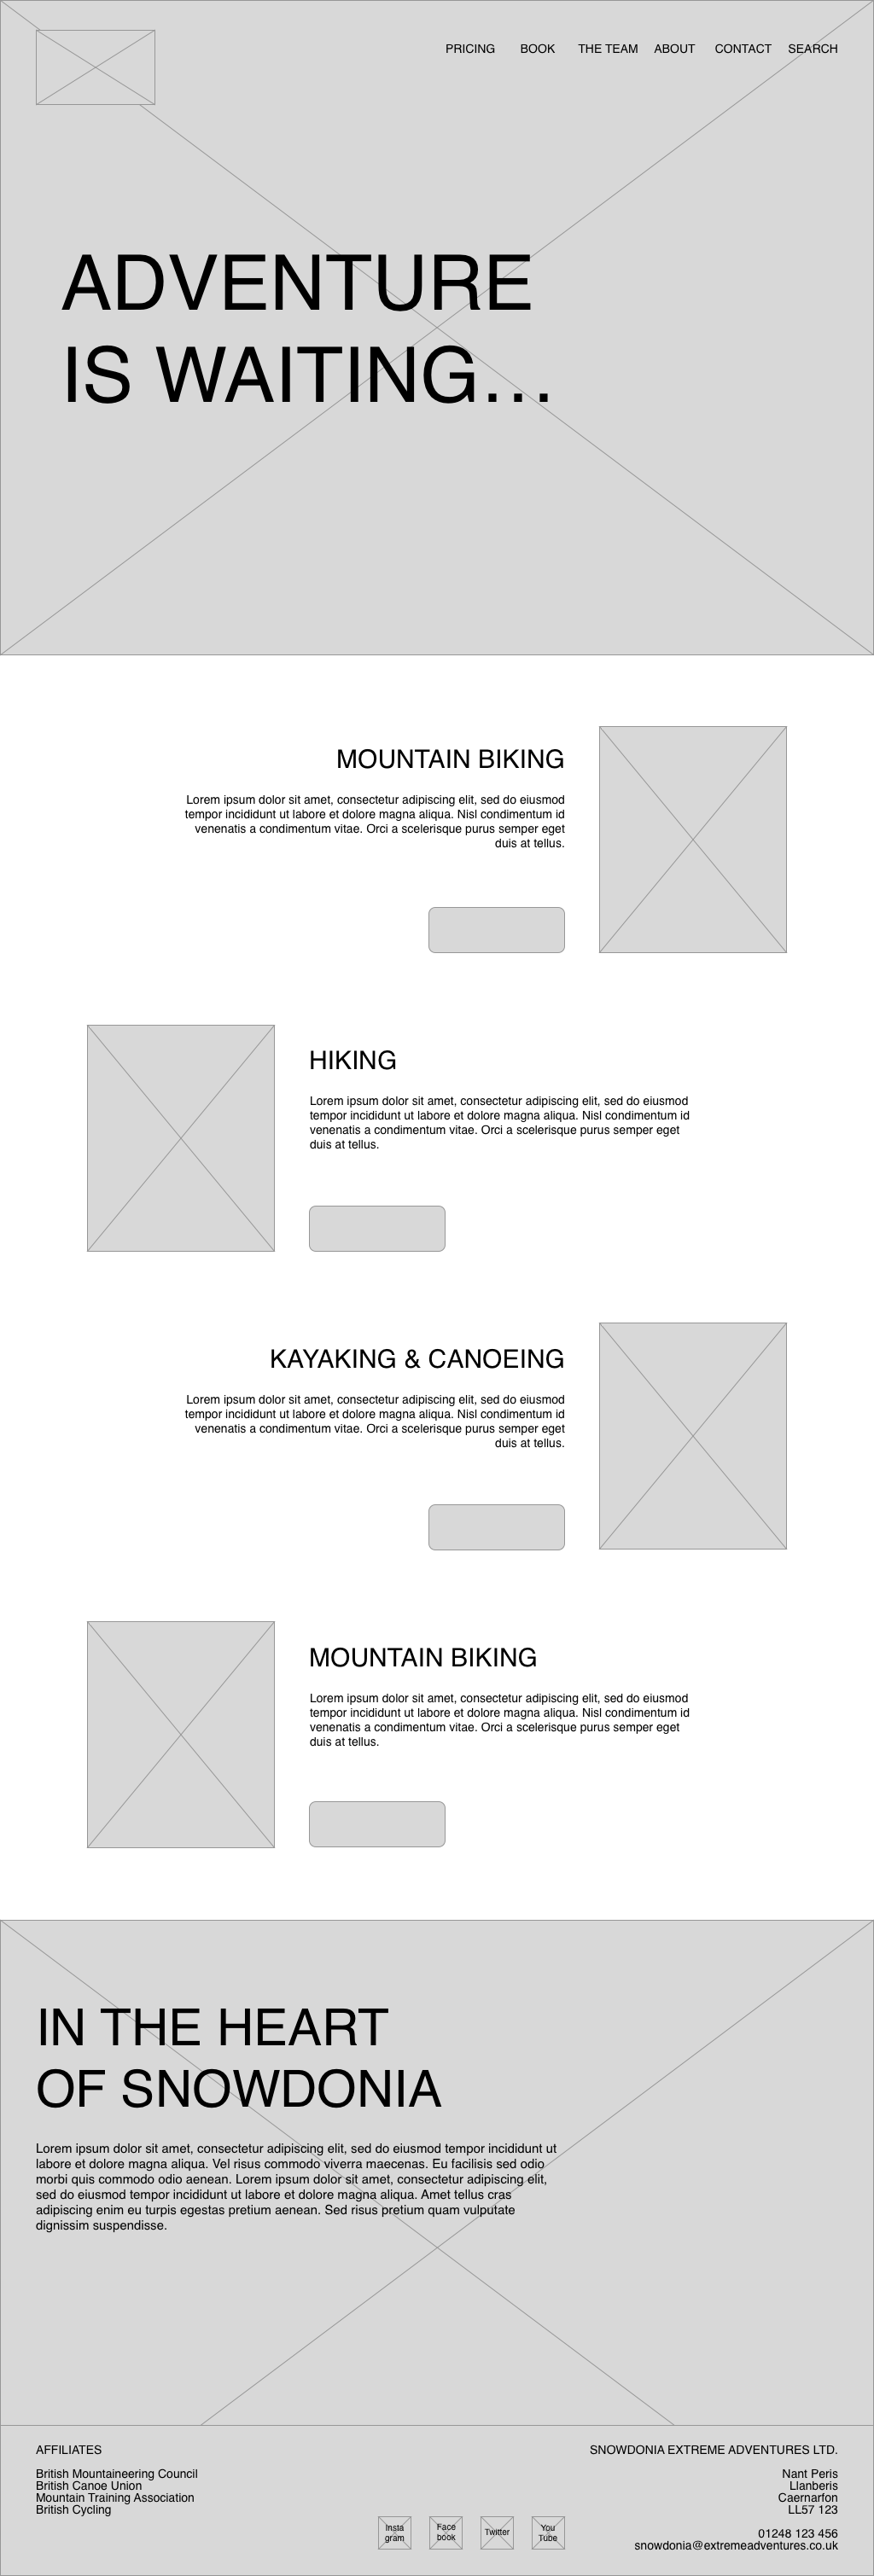 PRICING BOOK THE TEAM ABOUT CONTACT SEARCH
ADVENTURE
IS WAITING...
MOUNTAIN BIKING
Lorem ipsum dolor sit amet, consectetur adipiscing elit, sed do eiusmod
tempor incididunt ut labore et dolore magna aliqua. Nisl condimentum id
venenatis a condimentum vitae. Orci a scelerisque purus semper eget
duis at tellus.
HIKING
Lorem ipsum dolor sit amet, consectetur adipiscing elit, sed do eiusmod
tempor incididunt ut labore et dolore magna aliqua. Nisl condimentum id
venenatis a condimentum vitae. Orci a scelerisque purus semper eget
duis at tellus.
KAYAKING & CANOEING
Lorem ipsum dolor sit amet, consectetur adipiscing elit, sed do eiusmod
tempor incididunt ut labore et dolore magna aliqua. Nisl condimentum id
venenatis a condimentum vitae. Orci a scelerisque purus semper eget
duis at tellus.
MOUNTAIN BIKING
Lorem ipsum dolor sit amet, consectetur adipiscing elit, sed do eiusmod
tempor incididunt ut labore et dolore magna aliqua. Nisl condimentum id
venenatis a condimentum vitae. Orci a scelerisque purus semper eget
duis at tellus.
IN THE HEART
OF SNOWDONIA
Lorem ipsum dolor sit amet, consectetur adipiscing elit, sed do eiusmod tempor incididunt ut
labore et dolore magna aliqua. Vel risus commodo viverra maecenas. Eu facilisis sed odio
morbi quis commodo odio aenean. Lorem ipsum dolor sit amet, consectetur adipiscing elit,
sed do eiusmod tempor incididunt ut labore et dolore magna aliqua. Amet tellus cras
adipiscing enim eu turpis egestas pretium aenean. Sed risus pretium quam vulputate
dignissim suspendisse.
AFFILIATES
British Mountaineering Council
British Canoe Union
Mountain Training Association
British Cycling
Insta
gram
Face
book
Twitter
You
Tube
SNOWDONIA EXTREME ADVENTURES LTD.
Nant Peris
Llanberis
Caernarfon
LL57 123
01248 123 456
snowdonia@extremeadventures.co.uk